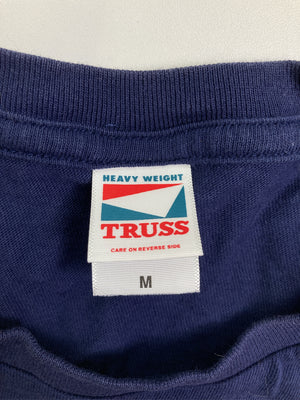 HEAVY WEIGHT
TRUSS
CARE ON REVERSE SIDE
M